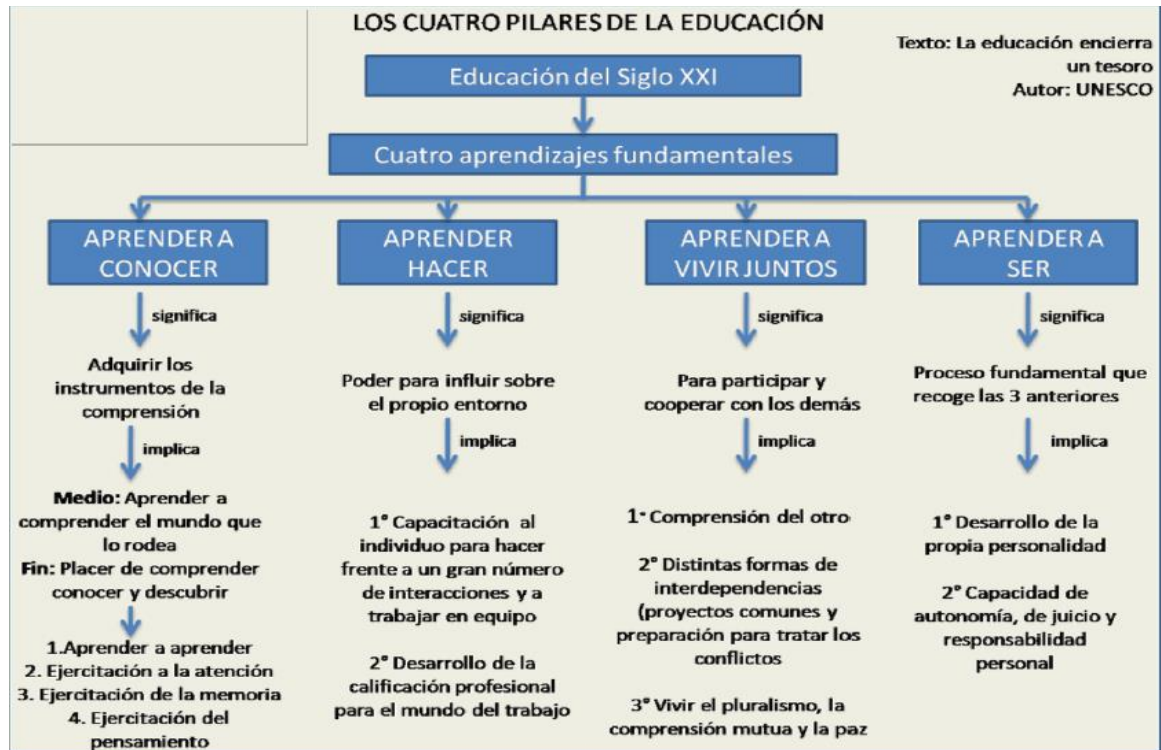 LOS CUATRO PILARES DE LA EDUCACIÓN
Texto: La educación encierra
un tesoro
Autor: UNESCO
Educación del Siglo XXI
Cuatro aprendizajes fundamentales
APRENDER A
CONOCER
significa
Adquirir los
instrumentos de la
comprensión
implica
Medio: Aprender a
comprender el mundo que
lo rodea
Fin: Placer de comprender
conocer y descubrir
1.Aprender a aprender
2. Ejercitación a la atención
3. Ejercitación de la memoria
4. Ejercitación del
pensamiento
APRENDER
HACER
significa
Poder para influir sobre
el propio entorno
implica
1° Capacitación al
individuo para hacer
frente a un gran número
de interacciones y a
trabajar en equipo
2° Desarrollo de la
calificación profesional
para el mundo del trabajo
APRENDER A
VIVIR JUNTOS
significa
Para participar y
cooperar con los demás
implica
1° Comprensión del otro
2° Distintas formas de
interdependencias
(proyectos comunes y
preparación para tratar los
conflictos
3° Vivir el pluralismo, la
comprensión mutua y la paz
APRENDER A
SER
significa
Proceso fundamental que
recoge las 3 anteriores
implica
1° Desarrollo de la
propia personalidad
2° Capacidad de
autonomía, de juicio y
responsabilidad
personal